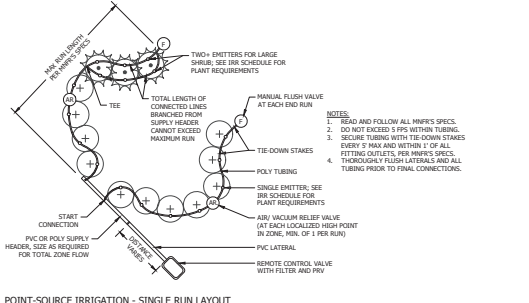 MAX RUN LENGTH
PER MNFR'S SPECS
F
TWO+ EMITTERS FOR LARGE
SHRUB; SEE IRR SCHEDULE FOR
PLANT REQUIREMENTS
AR
TEE
TOTAL LENGTH OF
CONNECTED LINES
BRANCHED FROM
SUPPLY HEADER
CANNOT EXCEED
MAXIMUM RUN
MANUAL FLUSH VALVE
AT EACH END RUN
F
TIE-DOWN STAKES
POLY TUBING
SINGLE EMITTER; SEE
IRR SCHEDULE FOR
PLANT REQUIREMENTS
AR
AIR/ VACUUM RELIEF VALVE
(AT EACH LOCALIZED HIGH POINT
IN ZONE, MIN. OF 1 PER RUN)
PVC LATERAL
REMOTE CONTROL VALVE
WITH FILTER AND PRV
START
CONNECTION
PVC OR POLY SUPPLY
HEADER, SIZE AS REQUIRED
FOR TOTAL ZONE FLOW
DISTANCE
VARIES
NOTES:
1. READ AND FOLLOW ALL MNFR'S SPECS.
2. DO NOT EXCEED 5 FPS WITHIN TUBING.
3. SECURE TUBING WITH TIE-DOWN STAKES
EVERY 5' MAX AND WITHIN 1' OF ALL
FITTING OUTLETS, PER MNFR'S SPECS.
4. THOROUGHLY FLUSH LATERALS AND ALL
TUBING PRIOR TO FINAL CONNECTIONS.
POINT-SOURCE IRRIGATION - SINGLE RUN LAYOUT